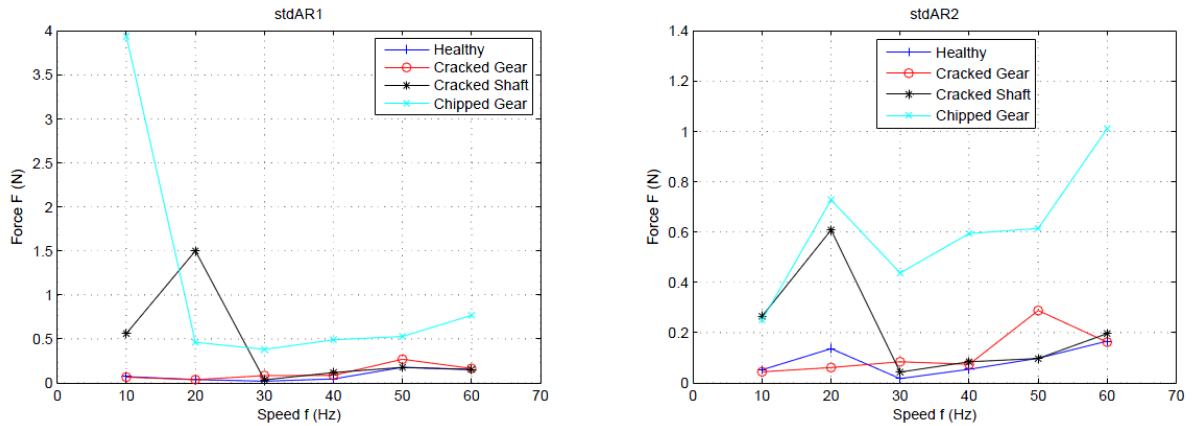 stdAR1
4
3.5
3
2.5
2
1.5
1
0.5
0
Force F (N)
Healthy
Cracked Gear
Cracked Shaft
Chipped Gear
0 10 20 30 40 50 60 70
Speed f (Hz)
stdAR2
1.4
1.2
1
0.8
0.6
0.4
0.2
0
Force F (N)
Healthy
Cracked Gear
Cracked Shaft
Chipped Gear
0 10 20 30 40 50 60 70
Speed f (Hz)